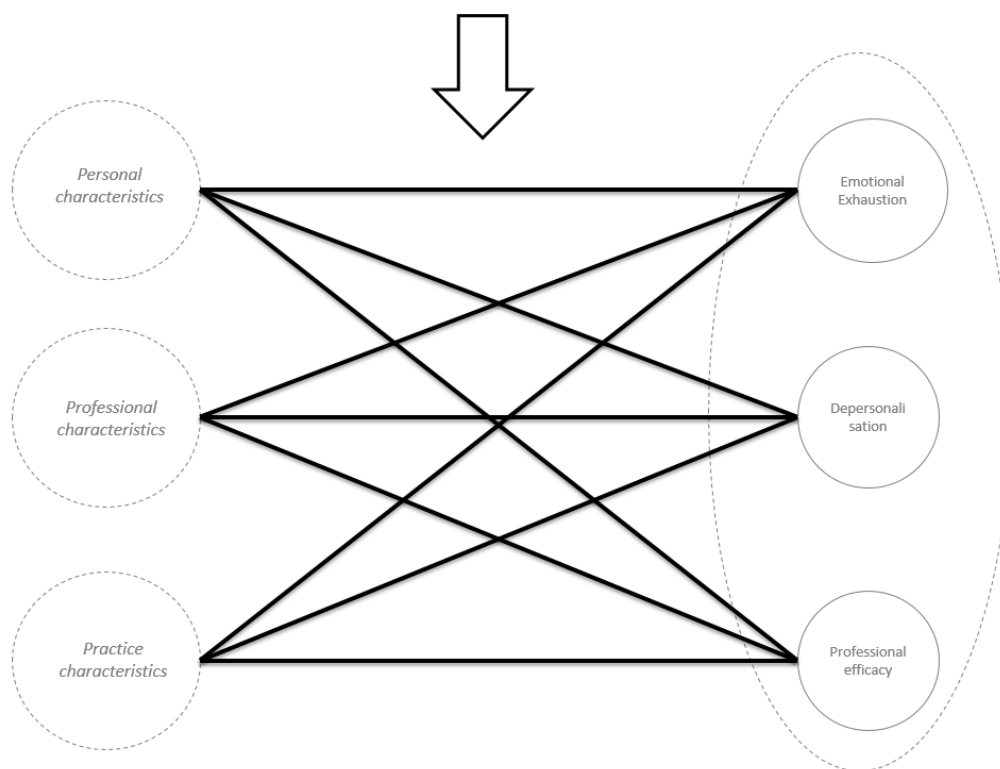 Personal
characteristics
Emotional
Exhaustion
Professional
characteristics
Depersonali
sation
Practice
characteristics
Professional
efficacy